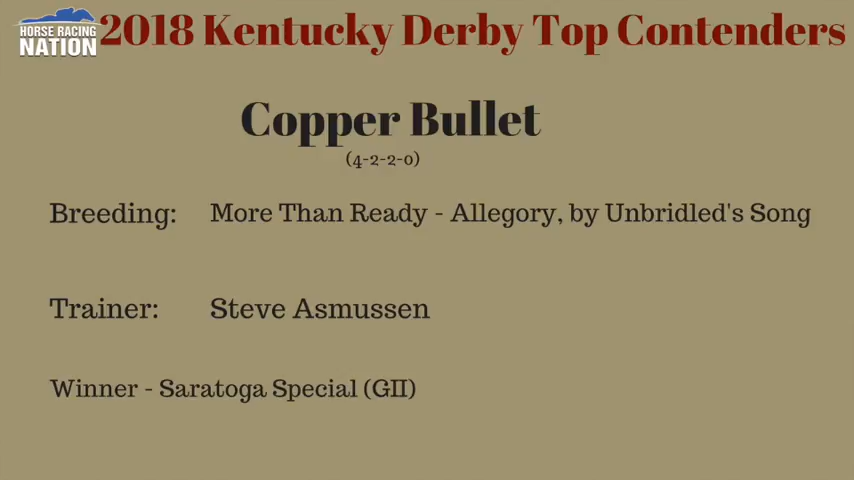 HORSE RACING
NATION
2018 Kentucky Derby Top Contenders
Copper Bullet
(4-2-2-0)
Breeding: More Than Ready - Allegory, by Unbridled's Song
Trainer: Steve Asmussen
Winner - Saratoga Special (GII)